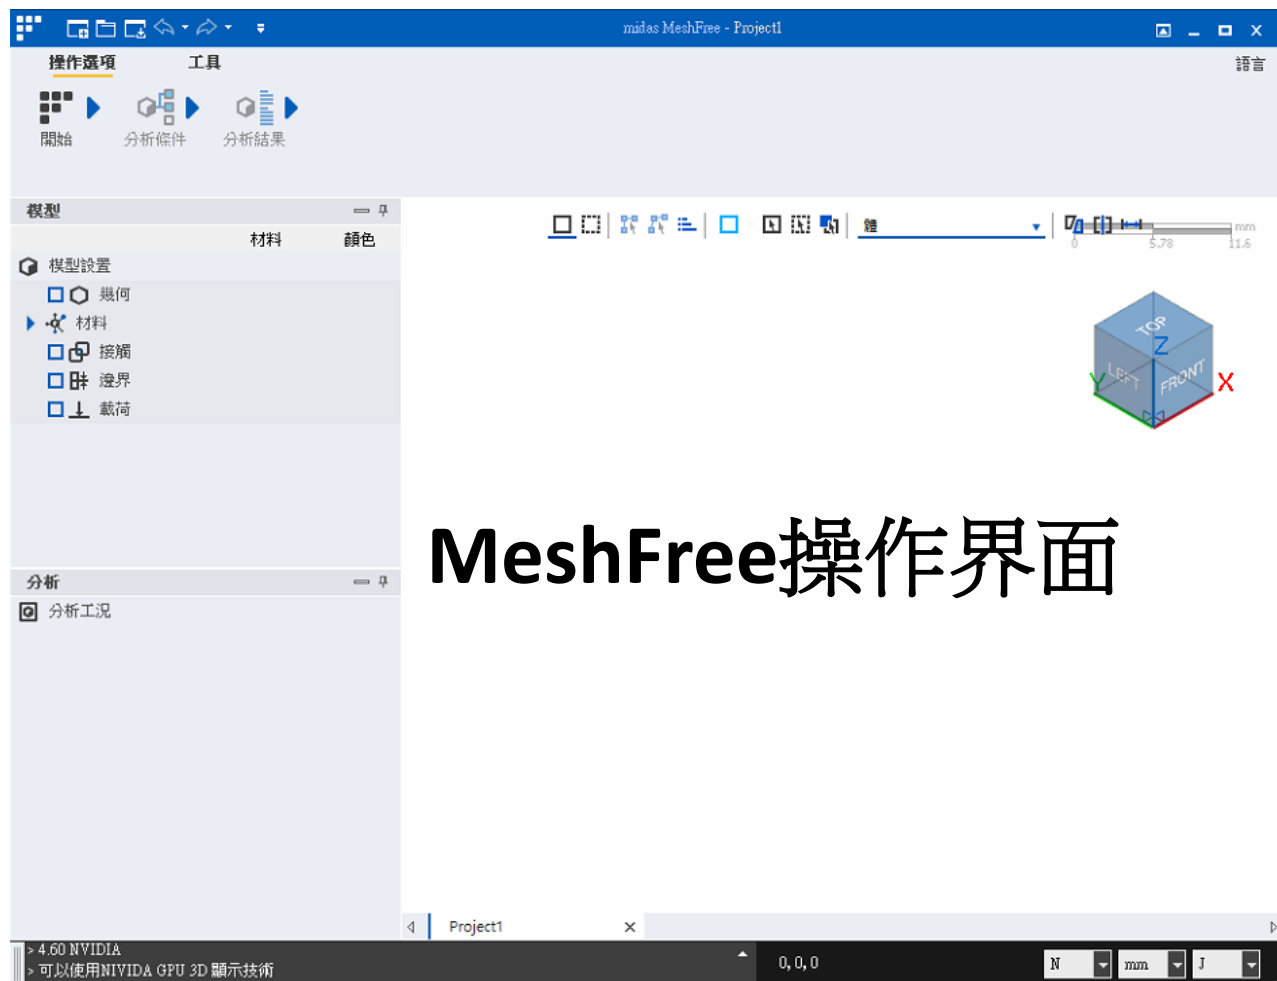 midas MeshFree - Project1
操作選項 工具 語言
開始 分析條件 分析結果
模型
材料 顏色
模型設置
幾何
材料
接觸
邊界
載荷
體
mm
0 5.78 11.6
TOP
Z
LEFT FRONT
Y X
MeshFree操作界面
分析
分析工況
Project1
> 4.60 NVIDIA
> 可以使用NIVIDA GPU 3D 顯示技術
0, 0, 0
N mm J